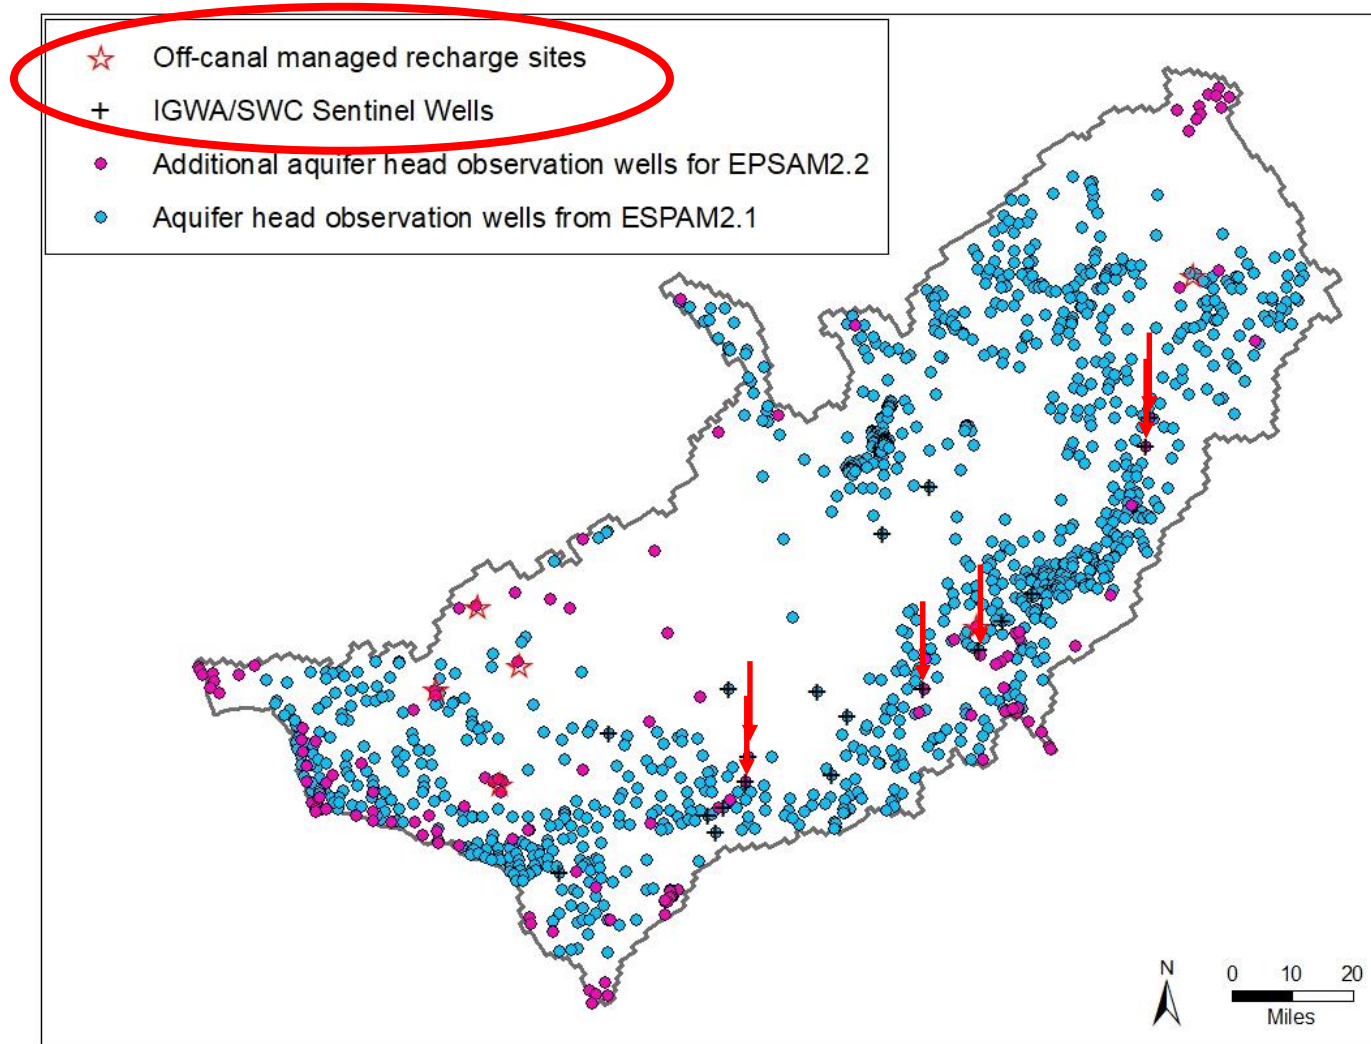 Off-canal managed recharge sites
IGWA/SWC Sentinel Wells
Additional aquifer head observation wells for EPSAM2.2
Aquifer head observation wells from ESPAM2.1
N
0 10 20
Miles